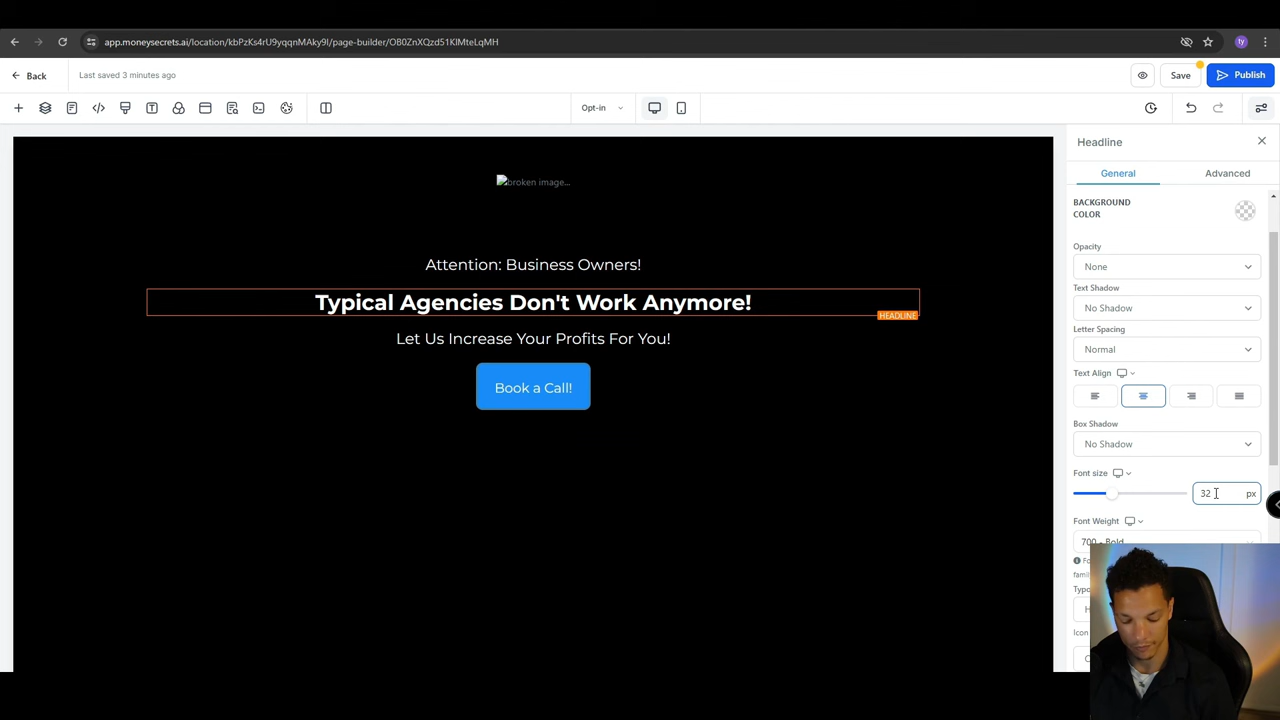 app.moneysecrets.ai/location/kbPzKs4rU9yqqnMAky9l/page-builder/OB0ZnXQzd51KIMteLqMH
ty
Back
Last saved 3 minutes ago
Save
Publish
Opt-in
Headline
General
Advanced
BACKGROUND
COLOR
Opacity
None
Text Shadow
No Shadow
Letter Spacing
Normal
Text Align
Box Shadow
No Shadow
Font size
32
px
Font Weight
700 - Bold
Icon
broken image...
Attention: Business Owners!
Typical Agencies Don't Work Anymore!
HEADLINE
Let Us Increase Your Profits For You!
Book a Call!